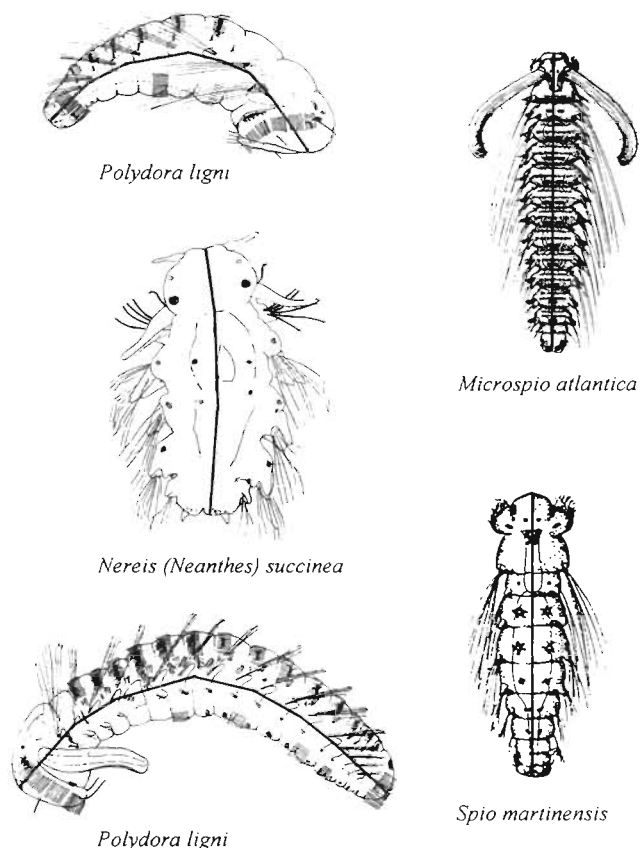 Polydora ligni
Microspio atlantica
Nereis (Neanthes) succinea
Spio martinensis
Polydora ligni